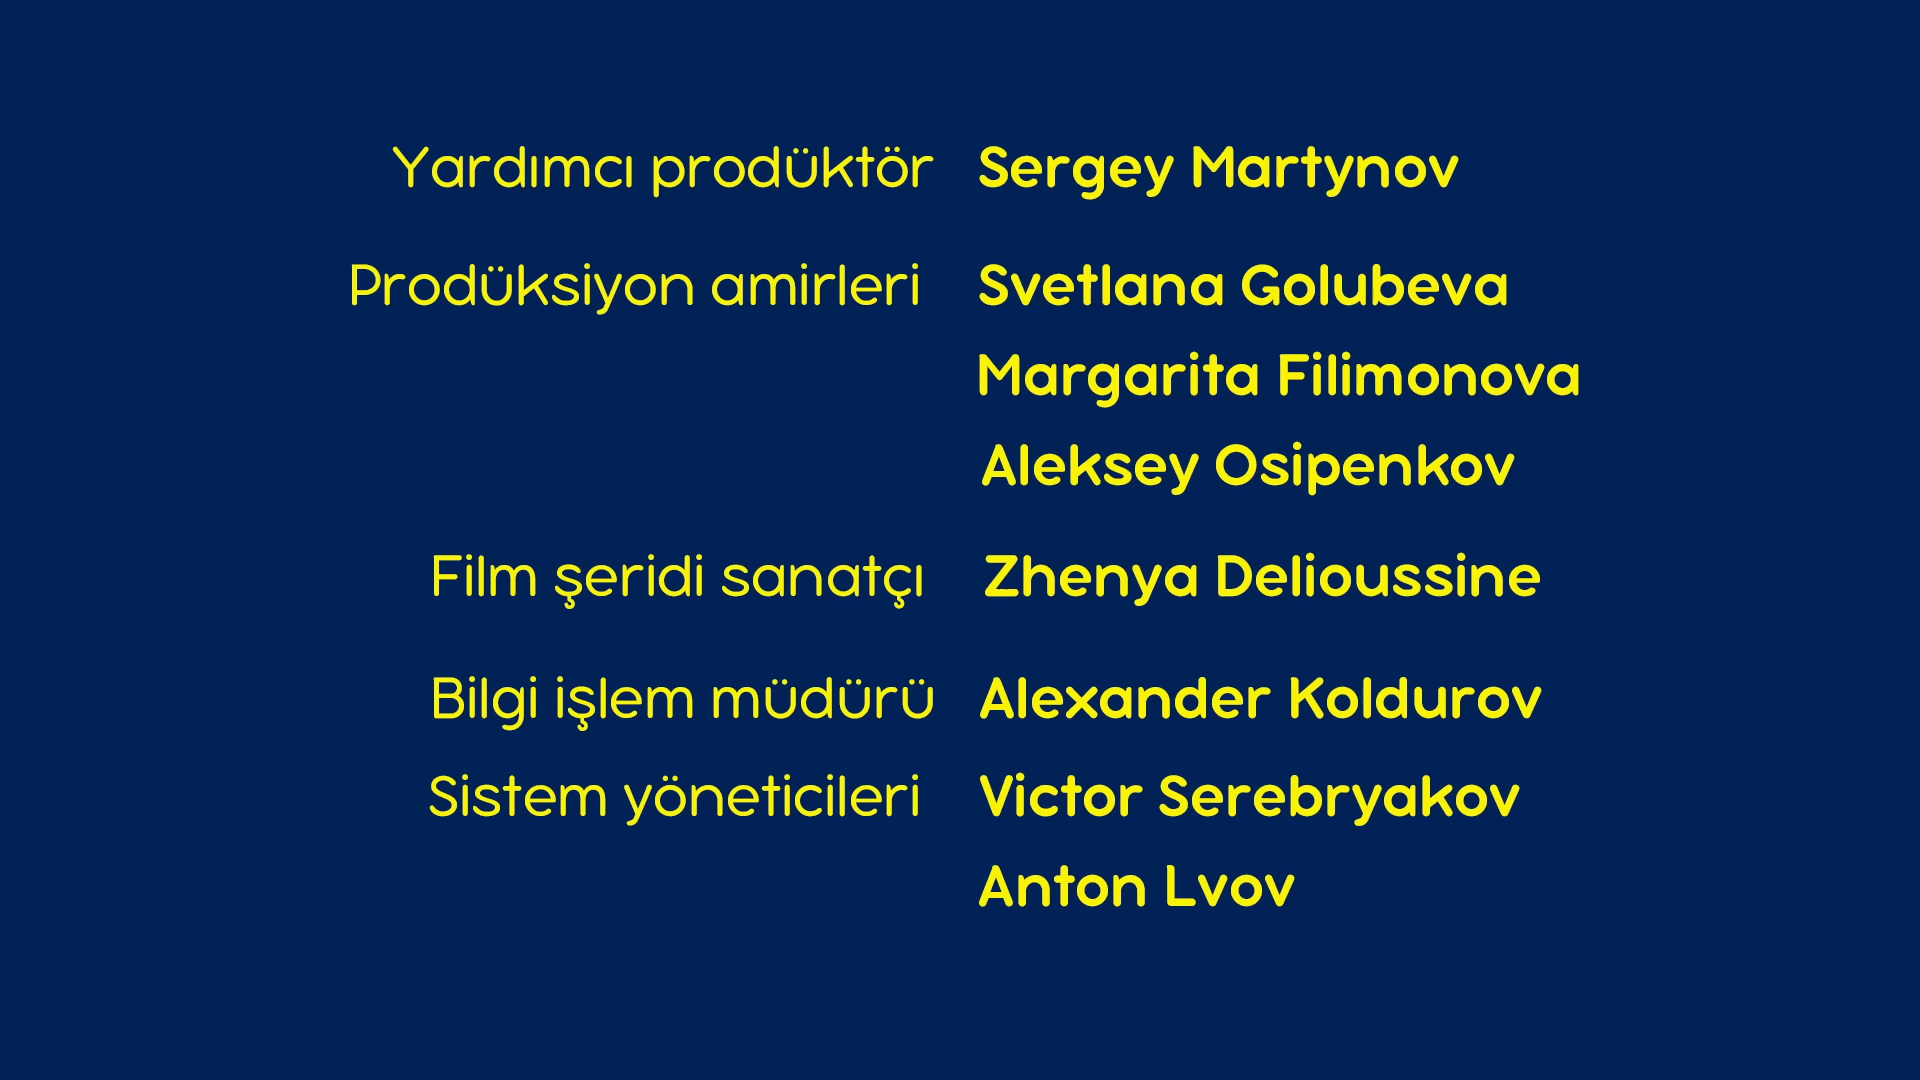 Yardımcı prodüktör Sergey Martynov
Prodüksiyon amirleri Svetlana Golubeva
Margarita Filimonova
Aleksey Osipenkov
Film şeridi sanatçı Zhenya Delioussine
Bilgi işlem müdürü Alexander Koldurov
Sistem yöneticileri Victor Serebryakov
Anton Lvov